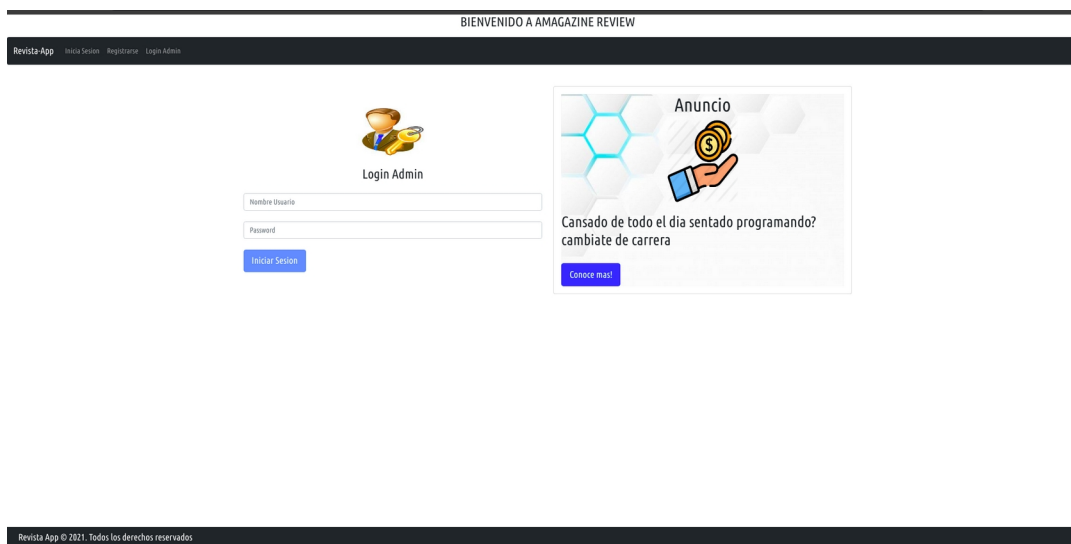 BIENVENIDO A AMAGAZINE REVIEW
Revista-App Inicia Sesion Registrarse Login Admin
Login Admin
Nombre Usuario
Password
Iniciar Sesion
Anuncio
$
Cansado de todo el dia sentado programando?
cambiate de carrera
Conoce mas!
Revista App © 2021. Todos los derechos reservados